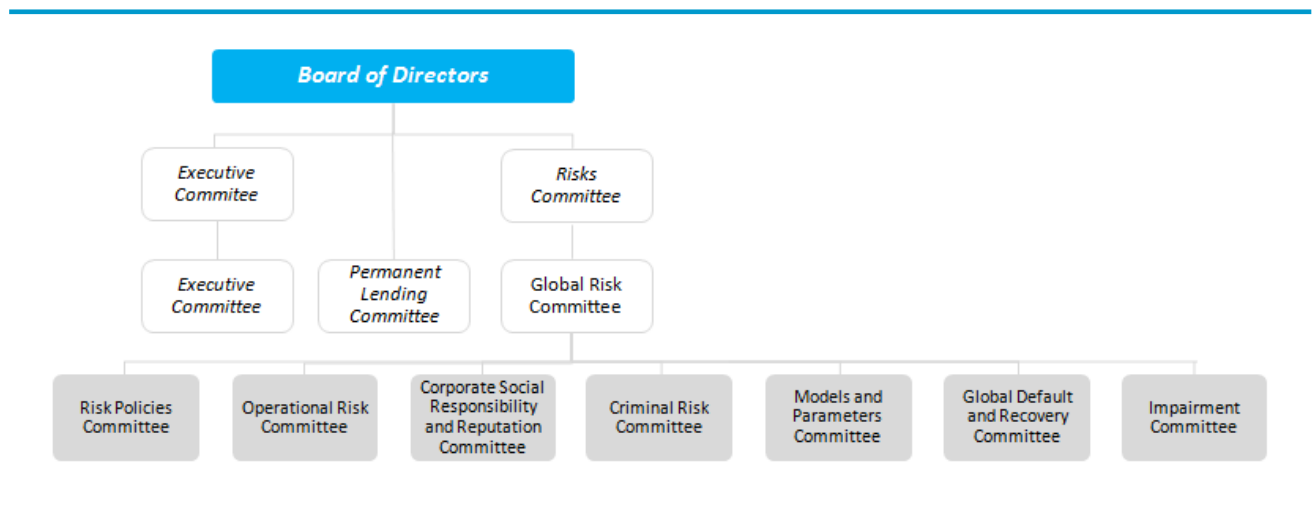 Board of Directors
Executive
Commitee
Risks
Committee
Executive
Committee
Permanent
Lending
Committee
Global Risk
Committee
Risk Policies
Committee
Operational Risk
Committee
Corporate Social
Responsibility
and Reputation
Committee
Criminal Risk
Committee
Models and
Parameters
Committee
Global Default
and Recovery
Committee
Impairment
Committee